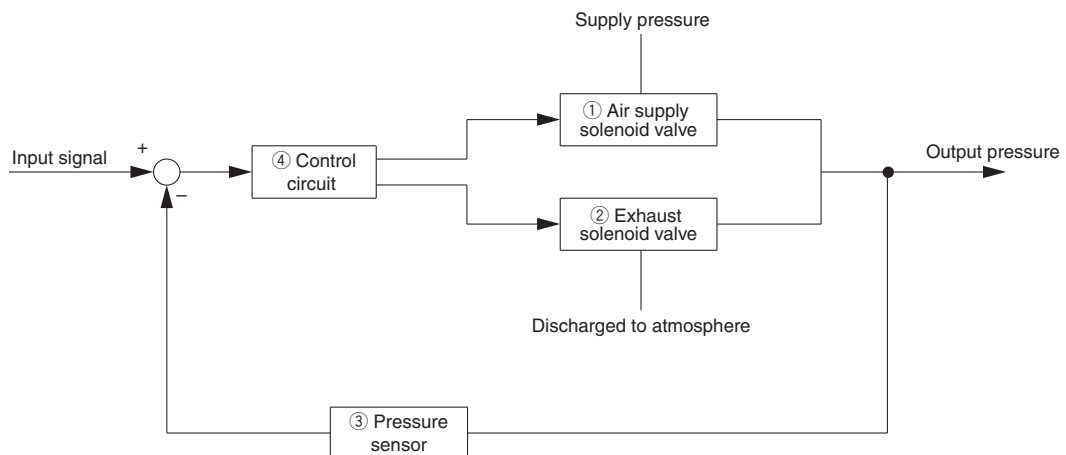 Supply pressure
① Air supply
solenoid valve
+
Input signal
④ Control
circuit
Output pressure
−
② Exhaust
solenoid valve
Discharged to atmosphere
③ Pressure
sensor